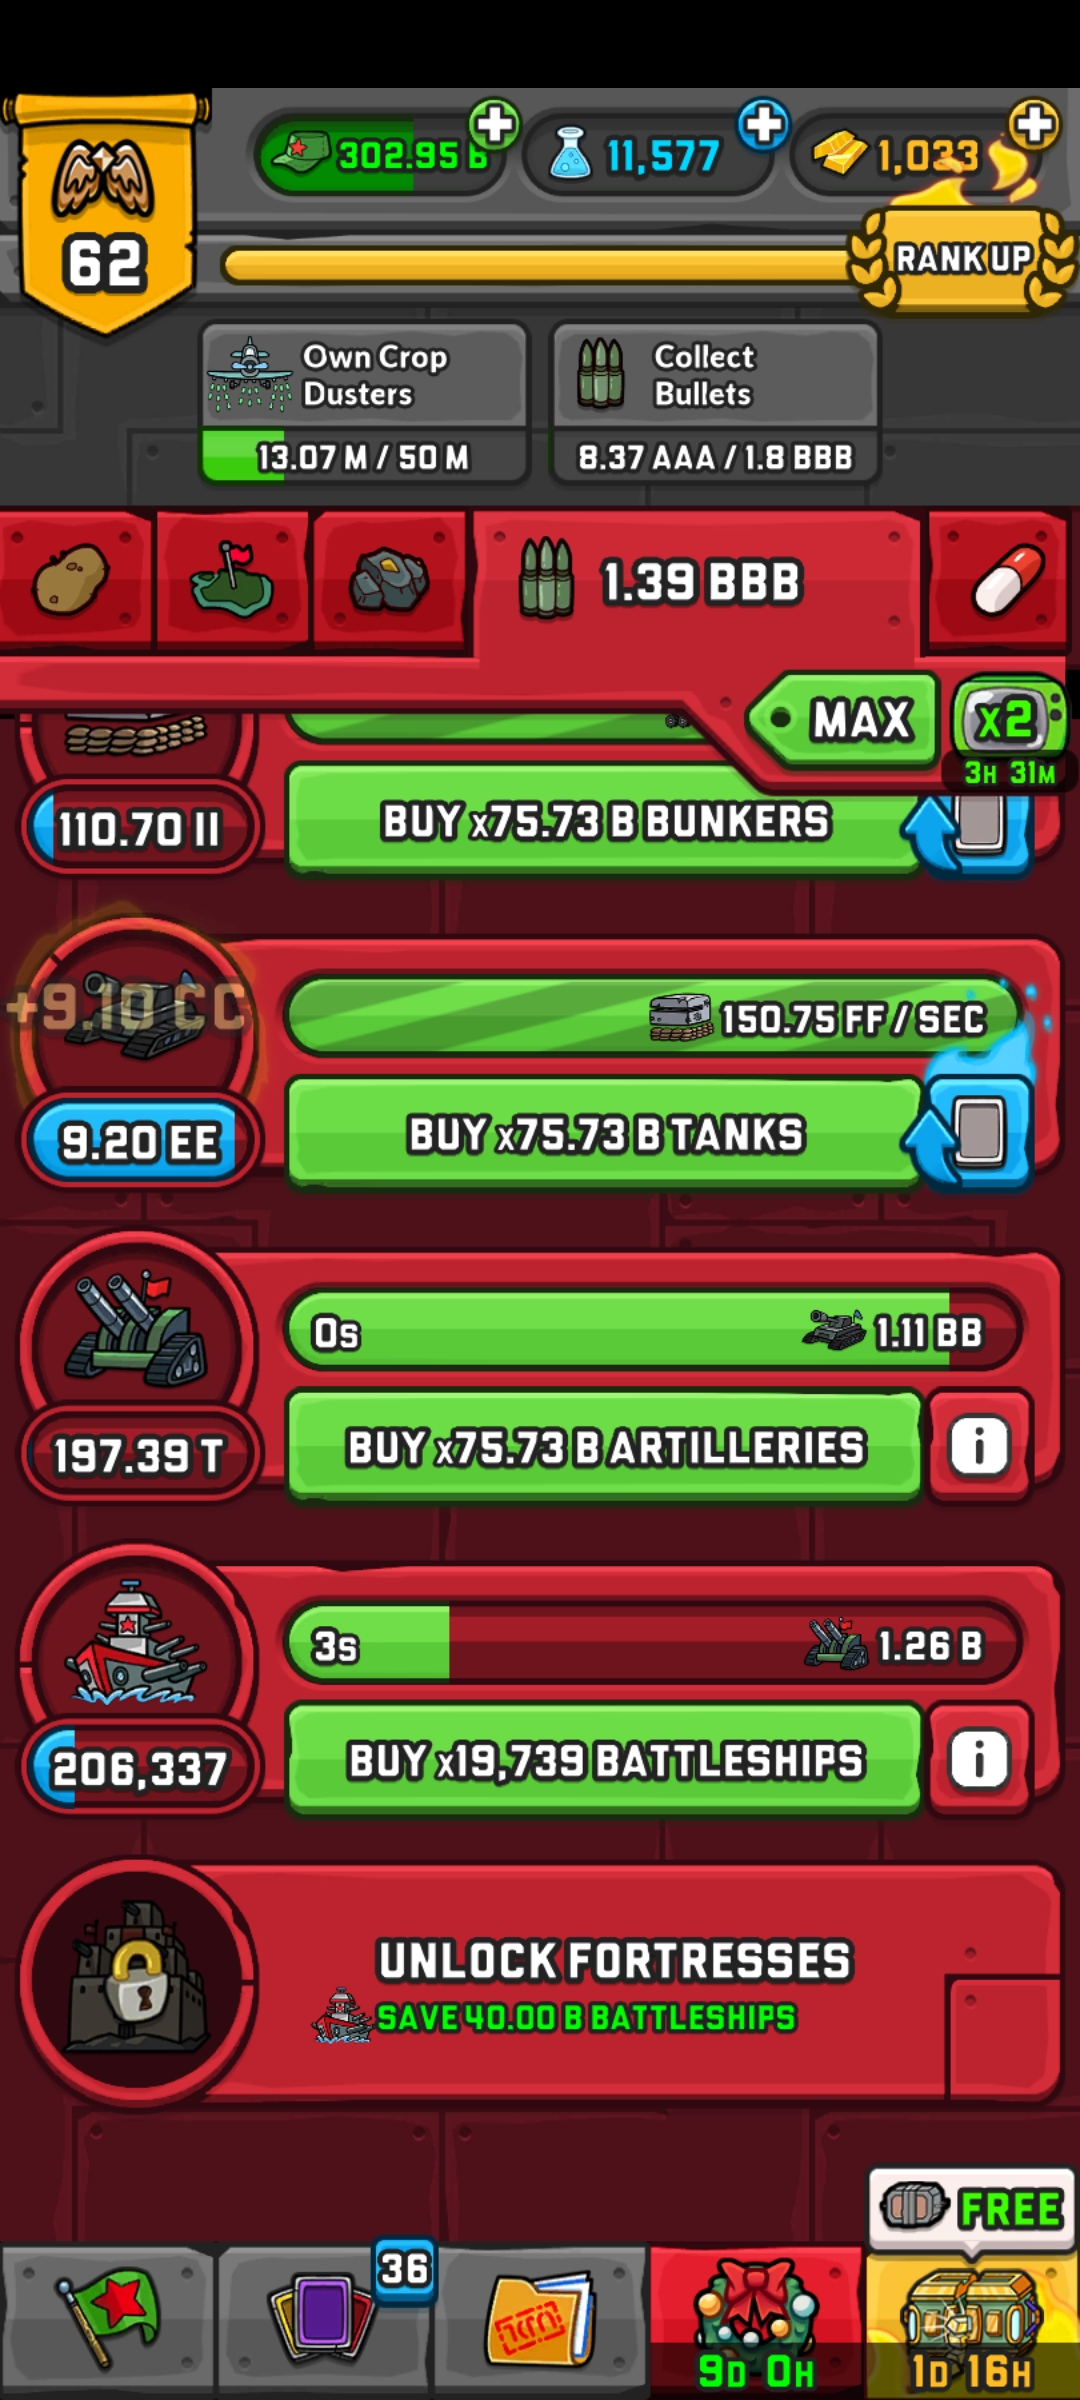 302.95 B
11,577
1,033
62
RANK UP
Own Crop
Dusters
13.07 M / 50 M
Collect
Bullets
8.37 AAA / 1.8 BBB
1.39 BBB
MAX
x2
3H 31M
110.70 II
BUY x75.73 B BUNKERS
+9.10 CC
150.75 FF / SEC
9.20 EE
BUY x75.73 B TANKS
0s
1.11 BB
197.39 T
BUY x75.73 B ARTILLERIES
i
3s
1.26 B
206,337
BUY x19,739 BATTLESHIPS
i
UNLOCK FORTRESSES
SAVE 40.00 B BATTLESHIPS
FREE
36
9D 0H
1D 16H